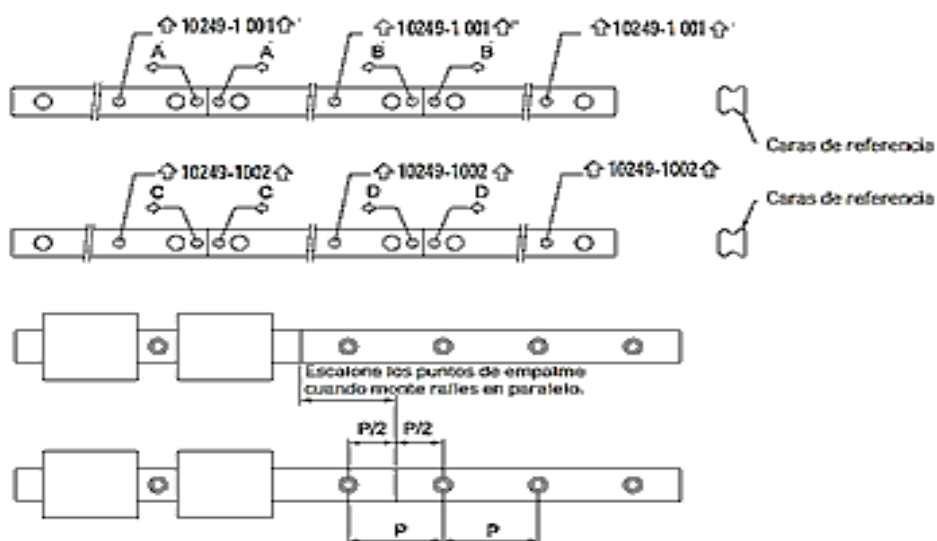 ⇧ 10249-1 001 ⇧ ⇧ 10249-1 001 ⇧ ⇧ 10249-1 001 ⇧
A A B B
Caras de referencia
⇧ 10249-1002 ⇧ ⇧ 10249-1002 ⇧ ⇧ 10249-1002 ⇧
C C D D
Caras de referencia
Escalone los puntos de empalme
cuando monte raíles en paralelo.
P/2 P/2
P P